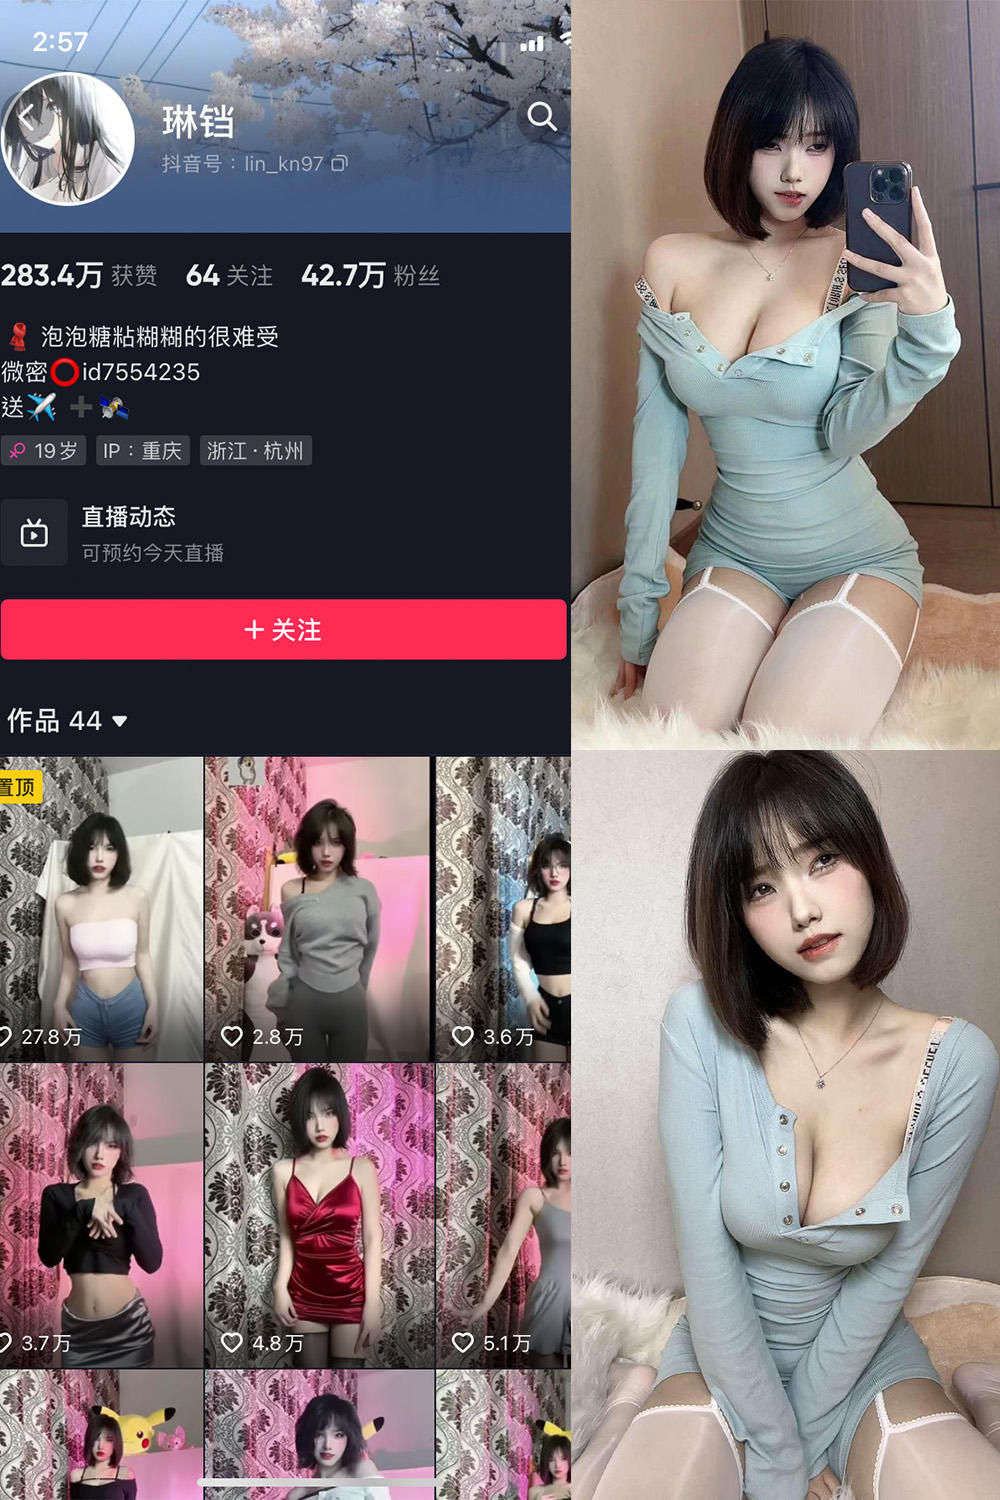 2:57
琳铛
抖音号：lin_kn97
283.4万 获赞 64 关注 42.7万 粉丝
泡泡糖粘糊糊的很难受
微密⭕id7554235
送✈️➕🛰️
19岁 IP：重庆 浙江·杭州
直播动态
可预约今天直播
+ 关注
作品 44
置顶
27.8万 2.8万 3.6万
3.7万 4.8万 5.1万